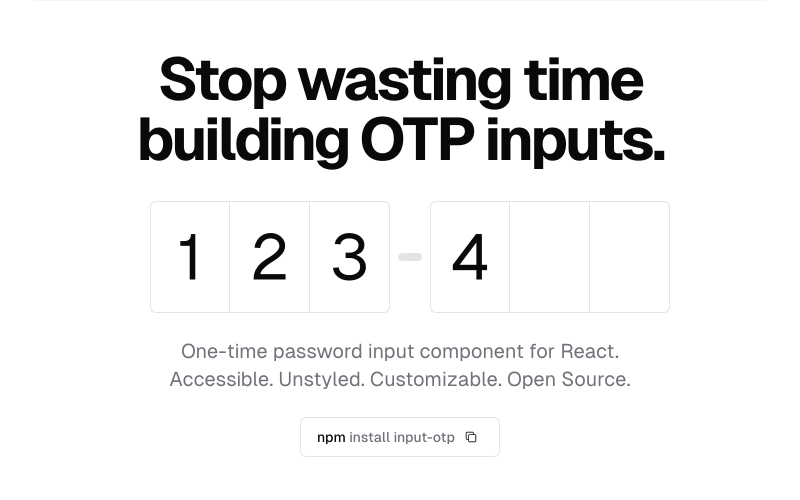 Stop wasting time
building OTP inputs.
1 2 3 - 4
One-time password input component for React.
Accessible. Unstyled. Customizable. Open Source.
npm install input-otp